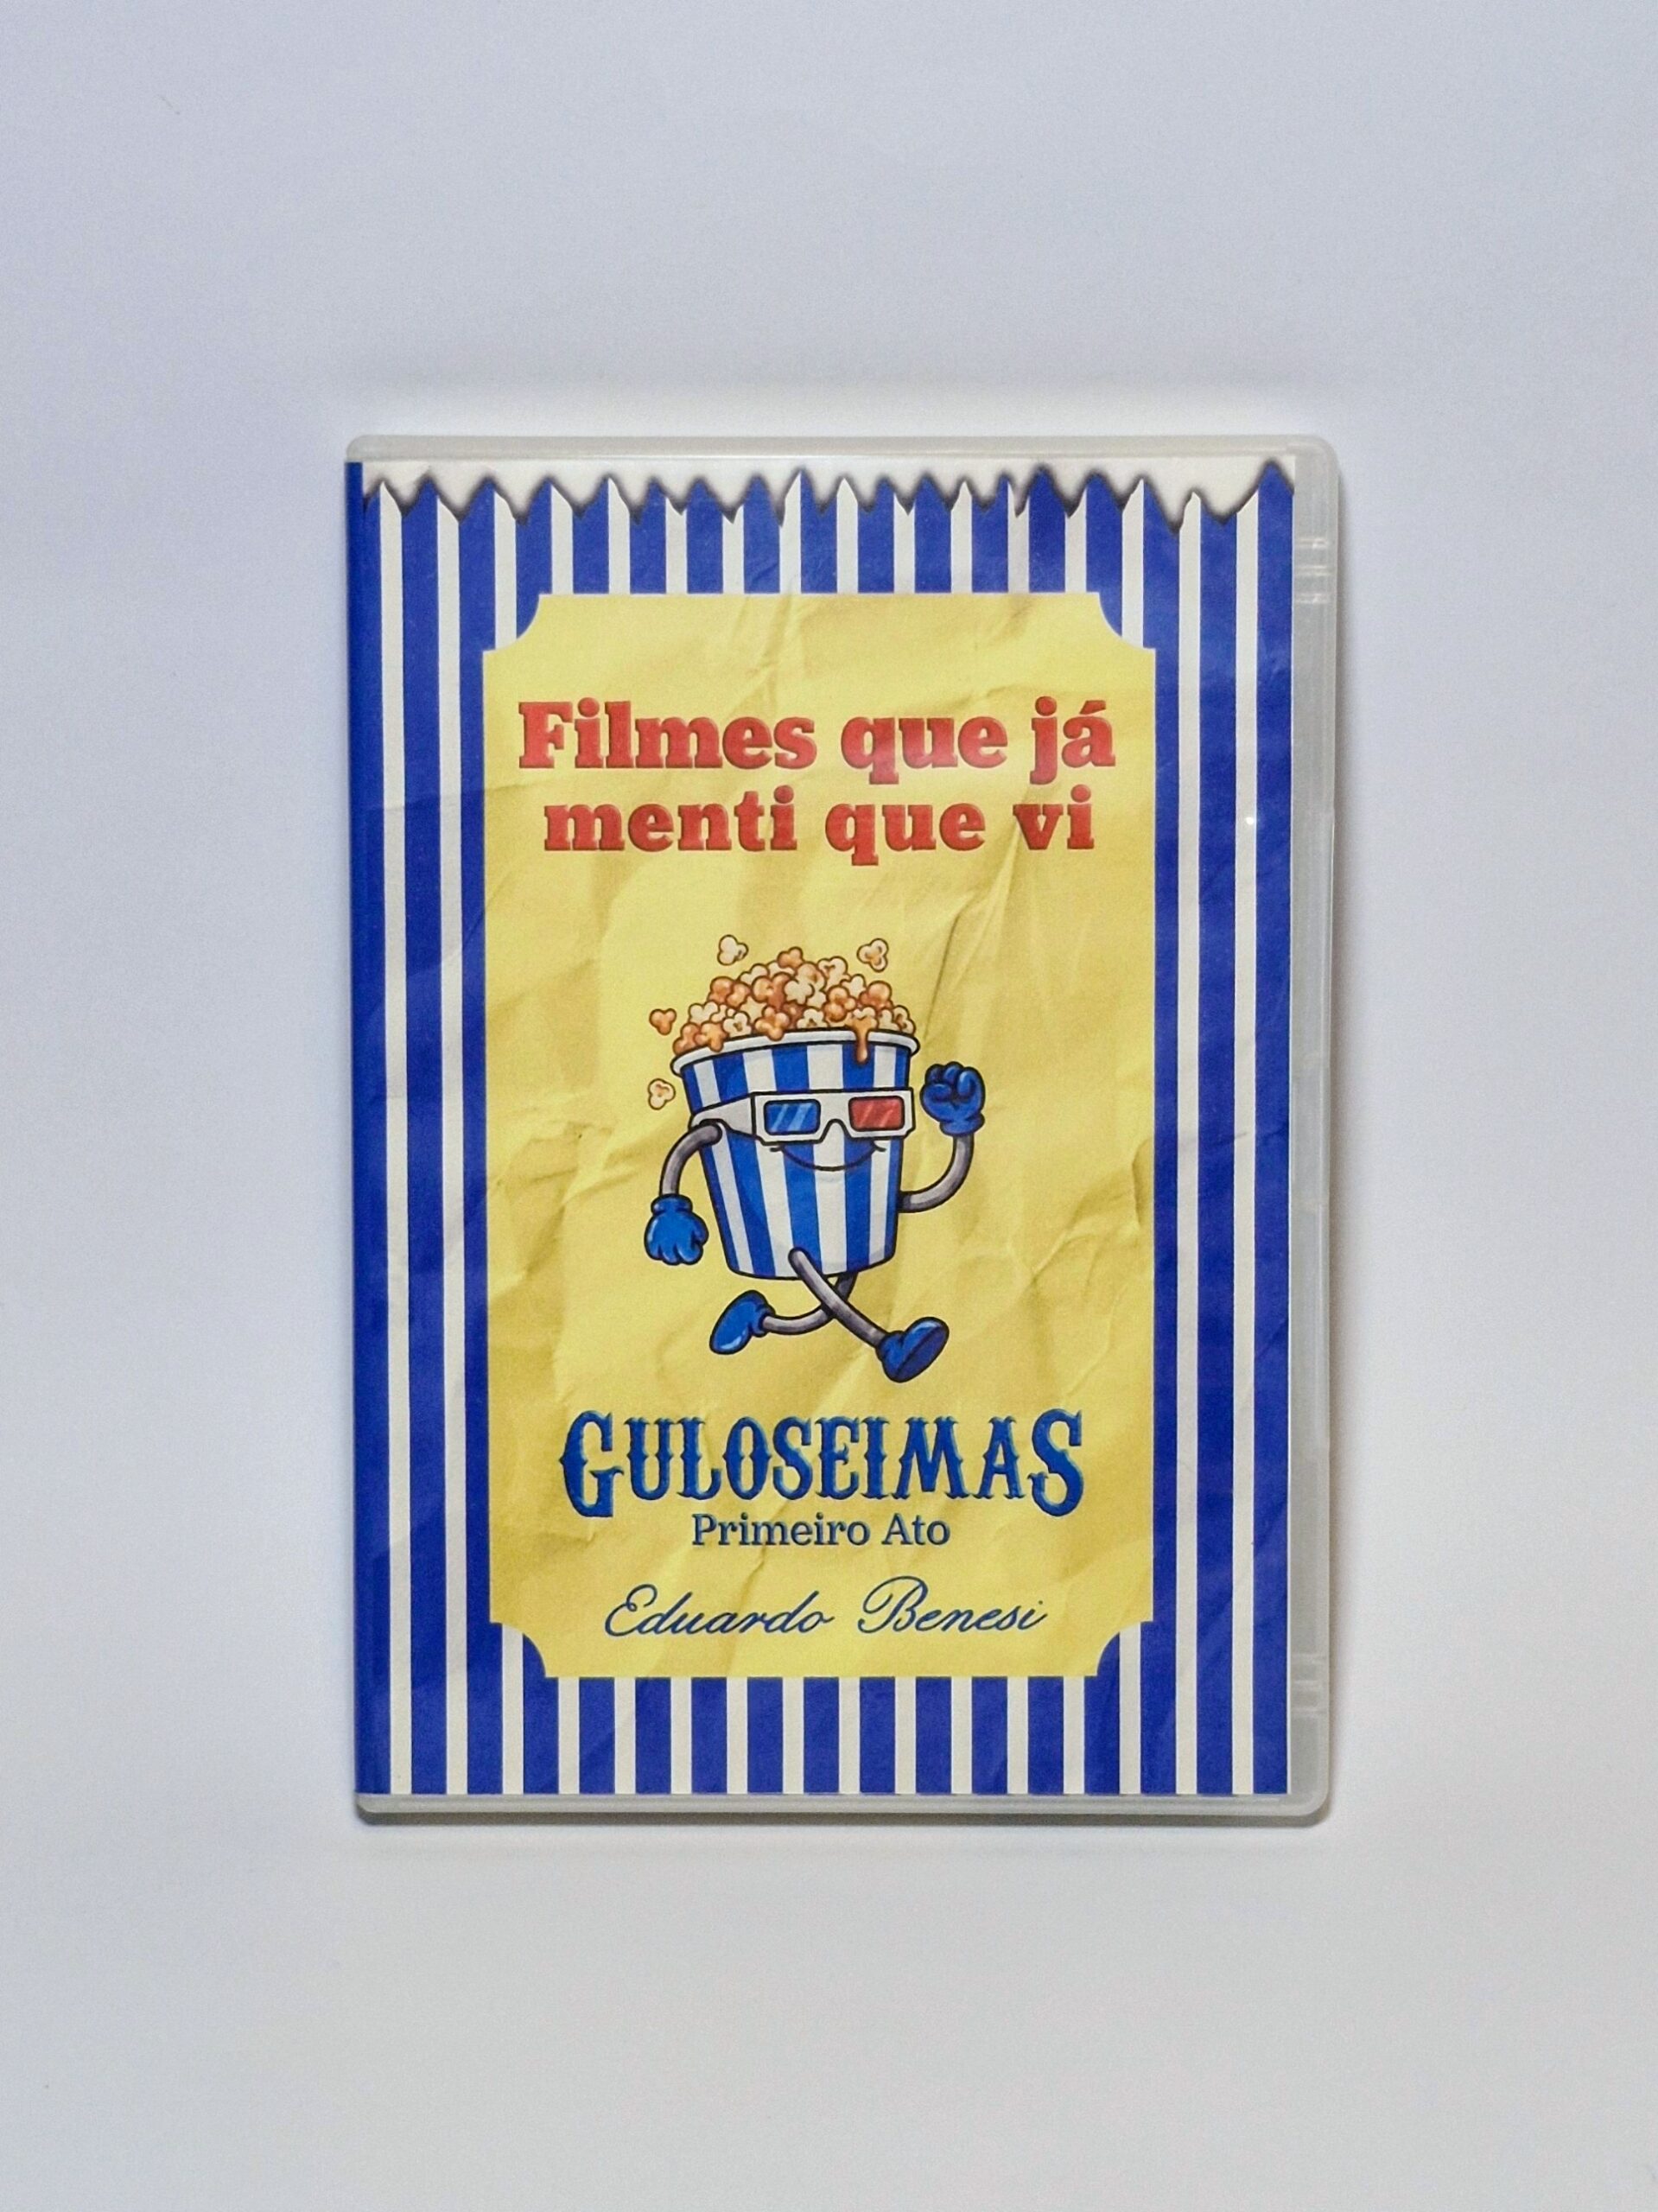 Filmes que já
menti que vi
GULOSEIMAS
Primeiro Ato
Eduardo Benesi